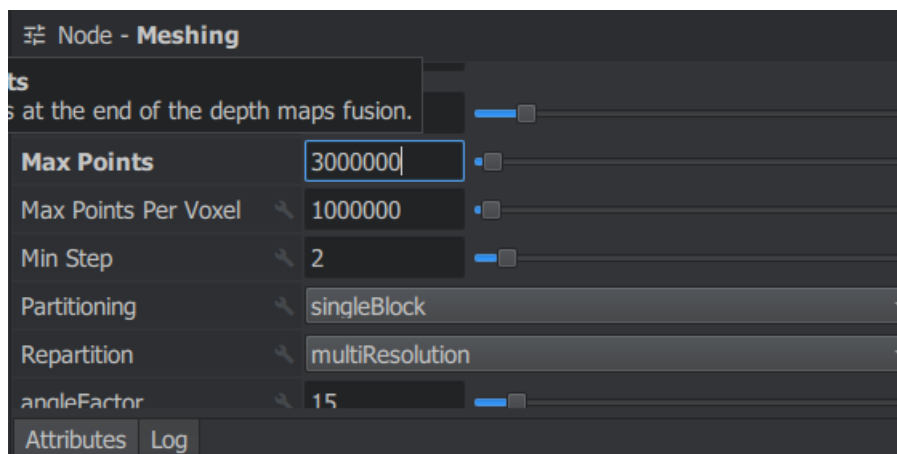 Node - Meshing
ts
s at the end of the depth maps fusion.
Max Points 3000000
Max Points Per Voxel 1000000
Min Step 2
Partitioning singleBlock
Repartition multiResolution
angleFactor 15
Attributes Log